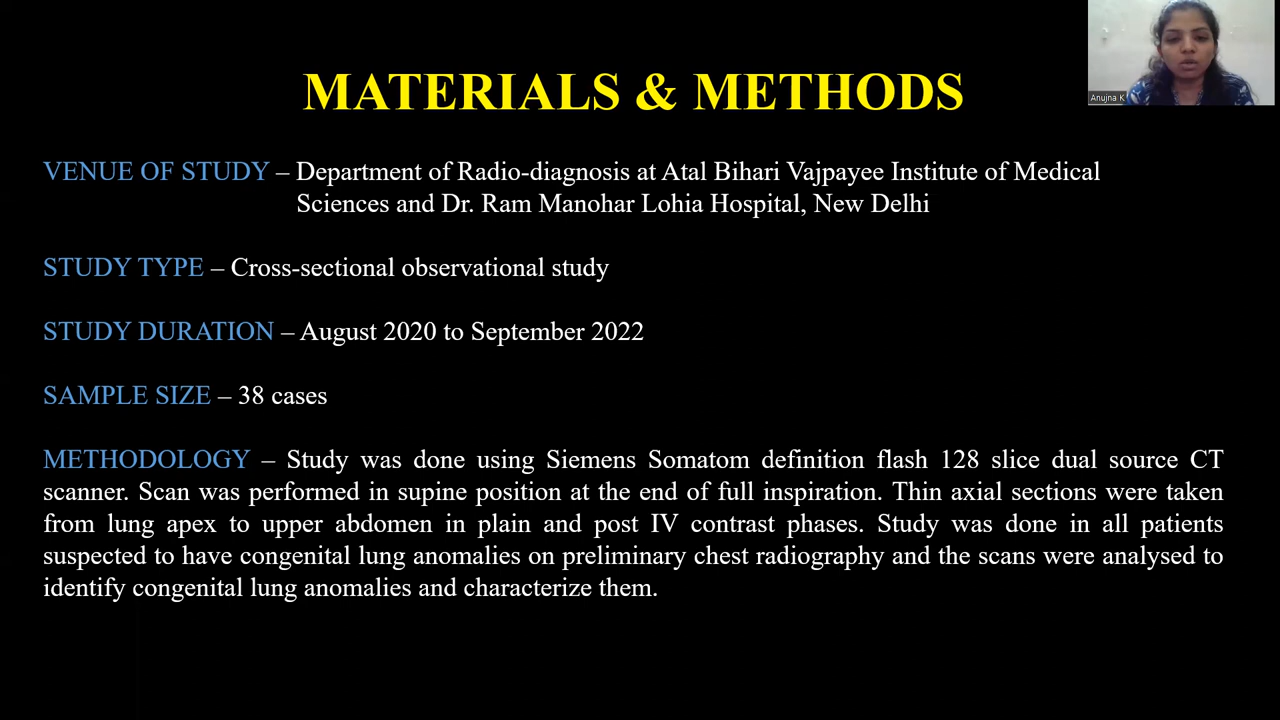 MATERIALS & METHODS
Anujna K
VENUE OF STUDY – Department of Radio-diagnosis at Atal Bihari Vajpayee Institute of Medical
Sciences and Dr. Ram Manohar Lohia Hospital, New Delhi
STUDY TYPE – Cross-sectional observational study
STUDY DURATION – August 2020 to September 2022
SAMPLE SIZE – 38 cases
METHODOLOGY – Study was done using Siemens Somatom definition flash 128 slice dual source CT
scanner. Scan was performed in supine position at the end of full inspiration. Thin axial sections were taken
from lung apex to upper abdomen in plain and post IV contrast phases. Study was done in all patients
suspected to have congenital lung anomalies on preliminary chest radiography and the scans were analysed to
identify congenital lung anomalies and characterize them.